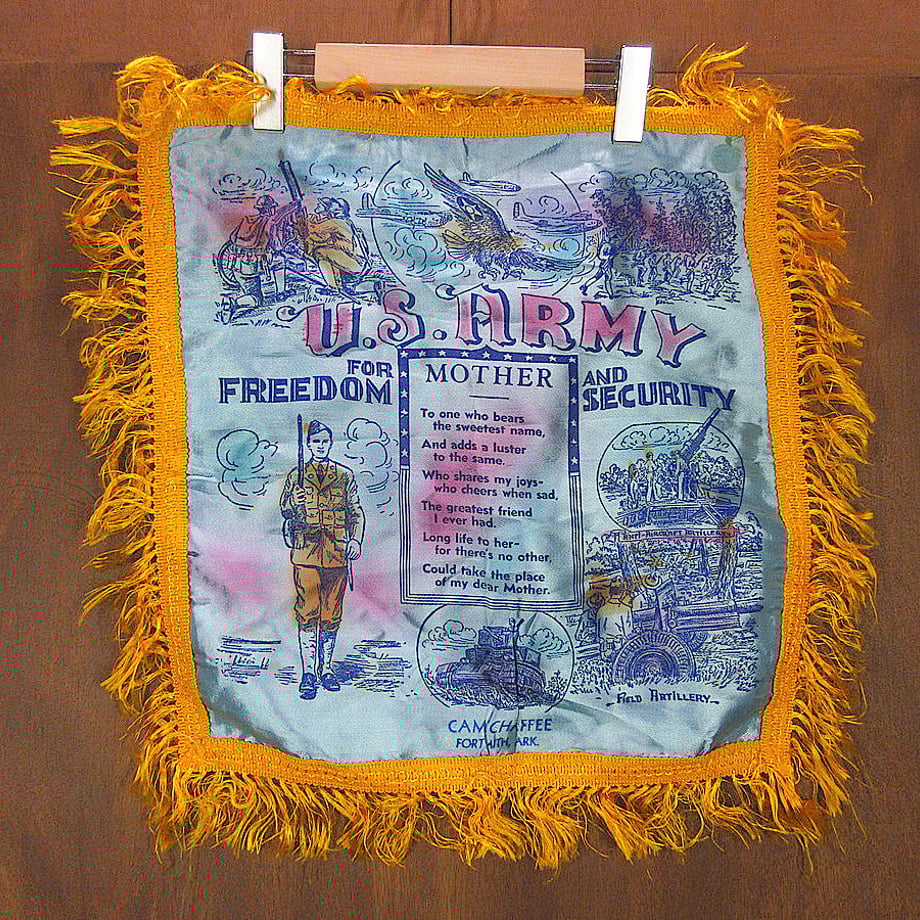 U.S. ARMY
FOR FREEDOM
AND SECURITY
MOTHER
To one who bears
the sweetest name,
And adds a luster
to the same.
Who shares my joys-
who cheers when sad,
The greatest friend
I ever had.
Long life to her-
for there's no other,
Could take the place
of my dear Mother.
ANTI-AIRCRAFT ARTILLERY
FIELD ARTILLERY
CAM CHAFFEE
ARK.